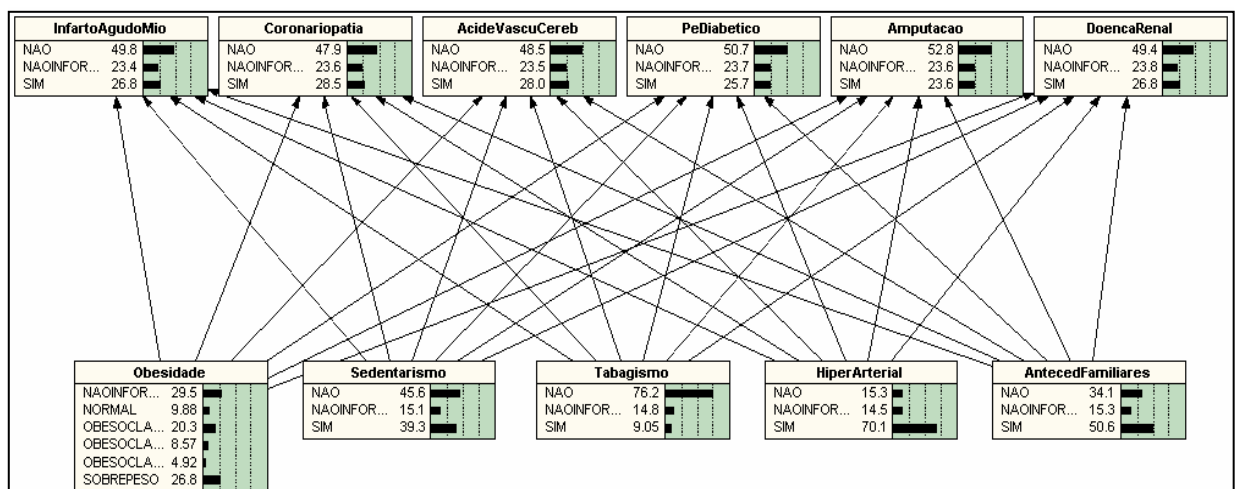 InfartoAgudoMio
NAO 49.8
NAOINFOR... 23.4
SIM 26.8
Coronariopatia
NAO 47.9
NAOINFOR... 23.6
SIM 28.5
AcideVascuCereb
NAO 48.5
NAOINFOR... 23.5
SIM 28.0
PeDiabetico
NAO 50.7
NAOINFOR... 23.7
SIM 25.7
Amputacao
NAO 52.8
NAOINFOR... 23.6
SIM 23.6
DoencaRenal
NAO 49.4
NAOINFOR... 23.8
SIM 26.8
Obesidade
NAOINFOR... 29.5
NORMAL 9.88
OBESOCLA... 20.3
OBESOCLA... 8.57
OBESOCLA... 4.92
SOBREPESO 26.8
Sedentarismo
NAO 45.6
NAOINFOR... 15.1
SIM 39.3
Tabagismo
NAO 76.2
NAOINFOR... 14.8
SIM 9.05
HiperArterial
NAO 15.3
NAOINFOR... 14.5
SIM 70.1
AntecedFamiliares
NAO 34.1
NAOINFOR... 15.3
SIM 50.6